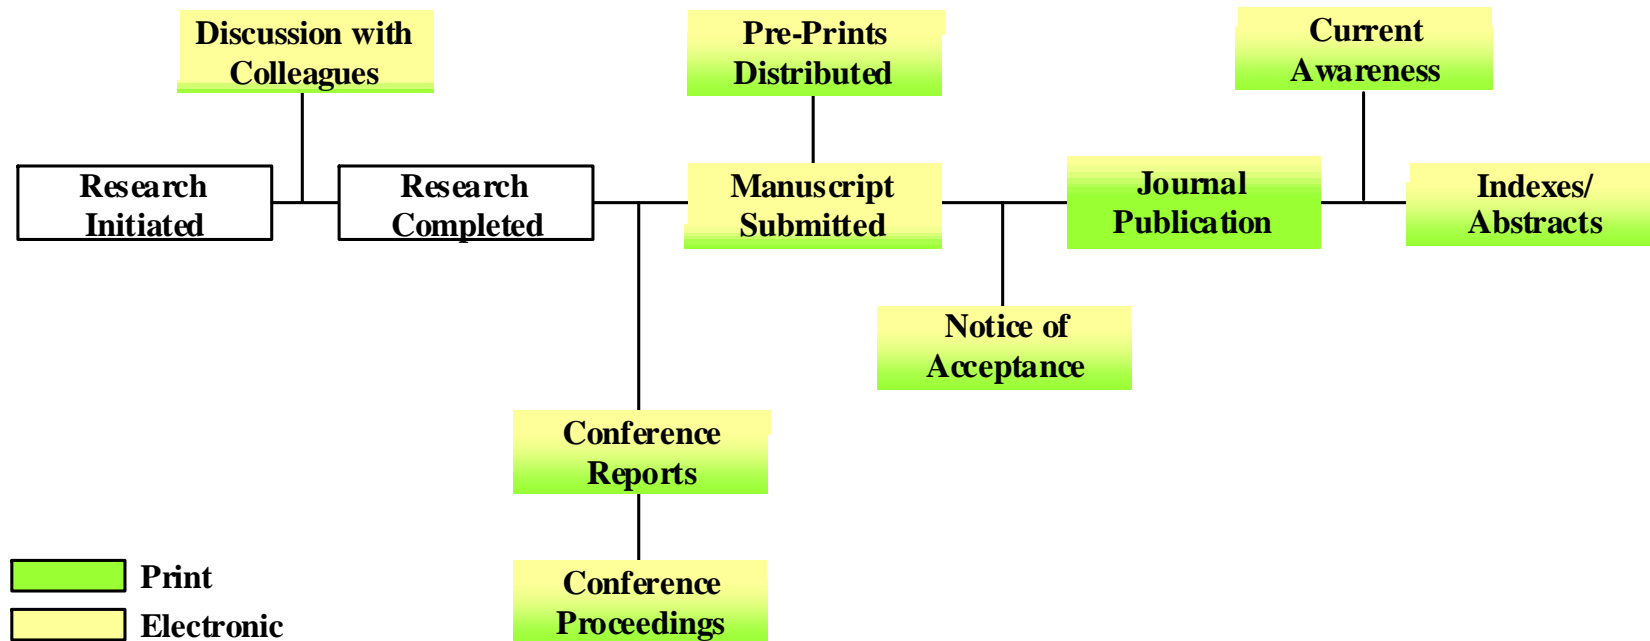 Discussion with
Colleagues
Pre-Prints
Distributed
Current
Awareness
Research
Initiated
Research
Completed
Manuscript
Submitted
Journal
Publication
Indexes/
Abstracts
Notice of
Acceptance
Conference
Reports
Conference
Proceedings
Print
Electronic